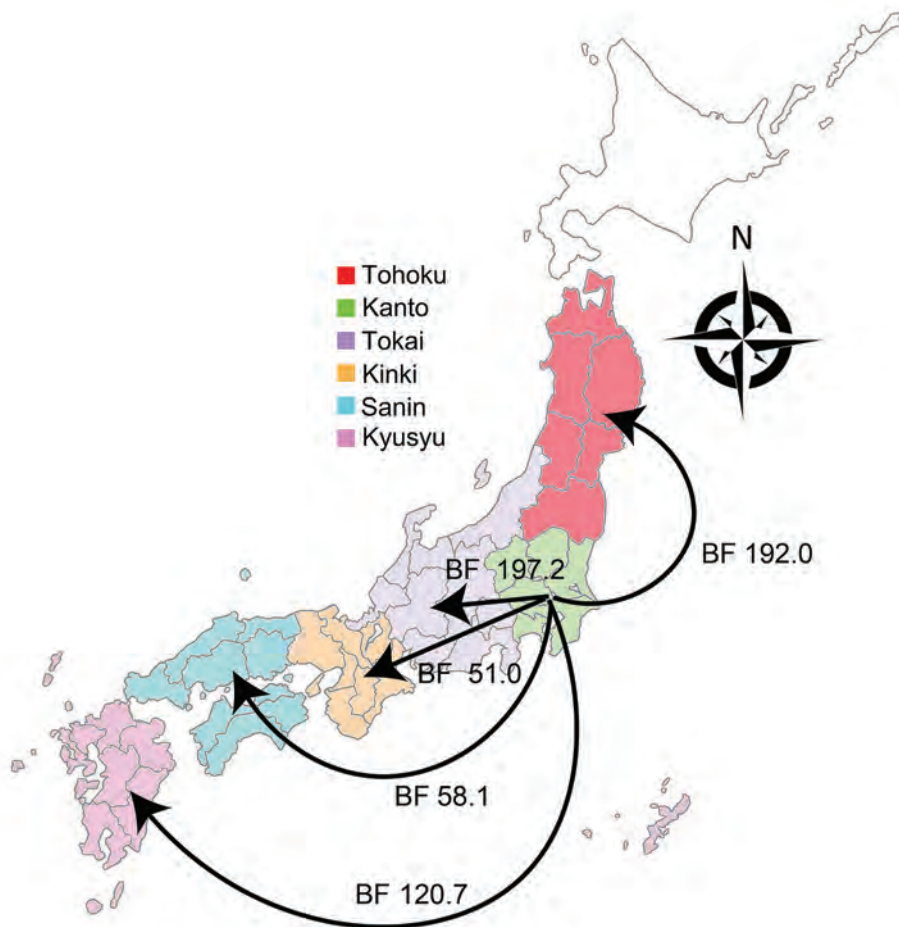 N
Tohoku
Kanto
Tokai
Kinki
Sanin
Kyusyu
BF 192.0
BF 197.2
BF 51.0
BF 58.1
BF 120.7